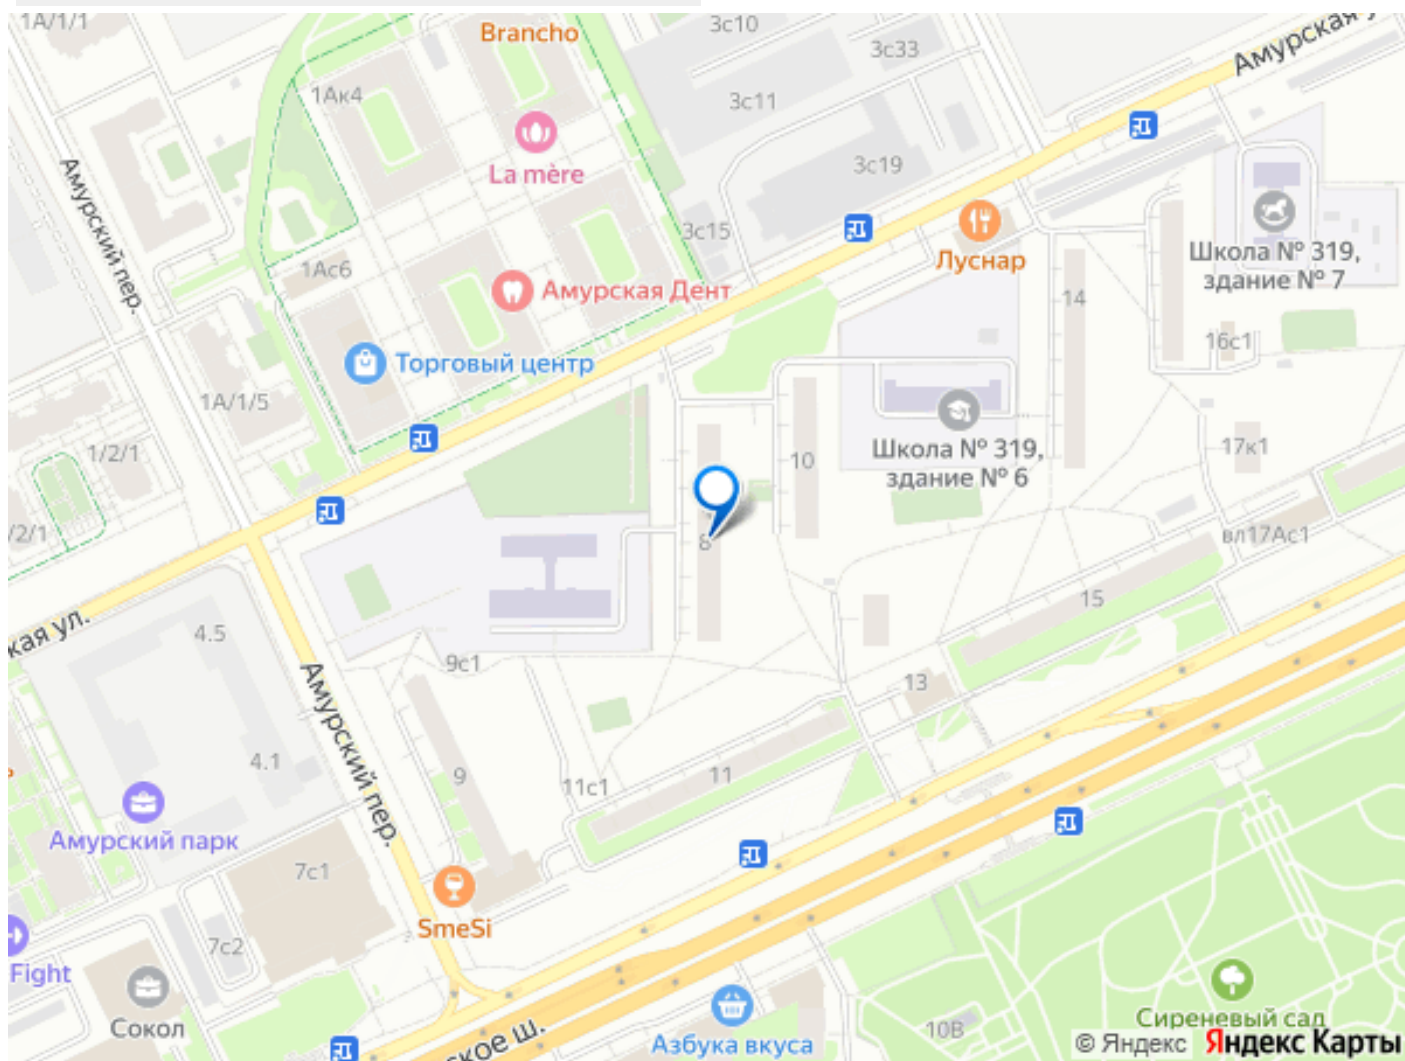 1А/1/1
Brancho
3с10
3с33
Амурская у
1Ак4
3с11
La mère
3с19
Амурский пер.
3с15
Луснар
Школа № 319,
здание № 7
1Ас6
Амурская Дент
14
16с1
Торговый центр
1А/1/5
1/2/1
10
Школа № 319,
здание № 6
17к1
/2/1
8
вл17Ас1
15
кая ул.
4.5
9с1
13
Амурский пер.
4.1
9
11с1
11
Амурский парк
7с1
SmeSi
7с2
Fight
Сокол
Азбука вкуса
ское ш.
10В
Сиреневый сад
© Яндекс Яндекс Карты